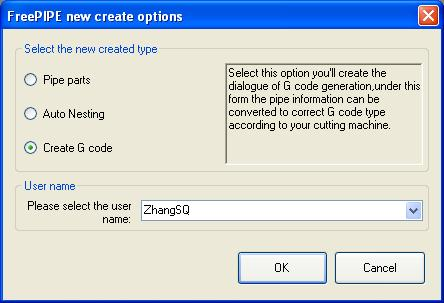 FreePIPE new create options
Select the new created type
Pipe parts
Auto Nesting
Create G code
Select this option you'll create the
dialogue of G code generation,under this
form the pipe information can be
converted to correct G code type
according to your cutting machine.
User name
Please select the user
name:
ZhangSQ
OK
Cancel